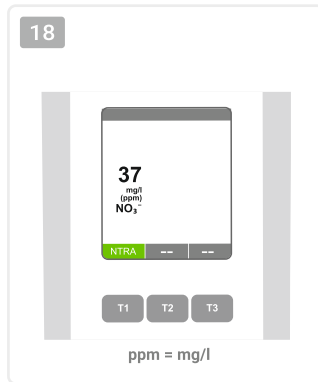 18
37
mg/l
(ppm)
NO₃⁻
NTRA -- --
T1 T2 T3
ppm = mg/l